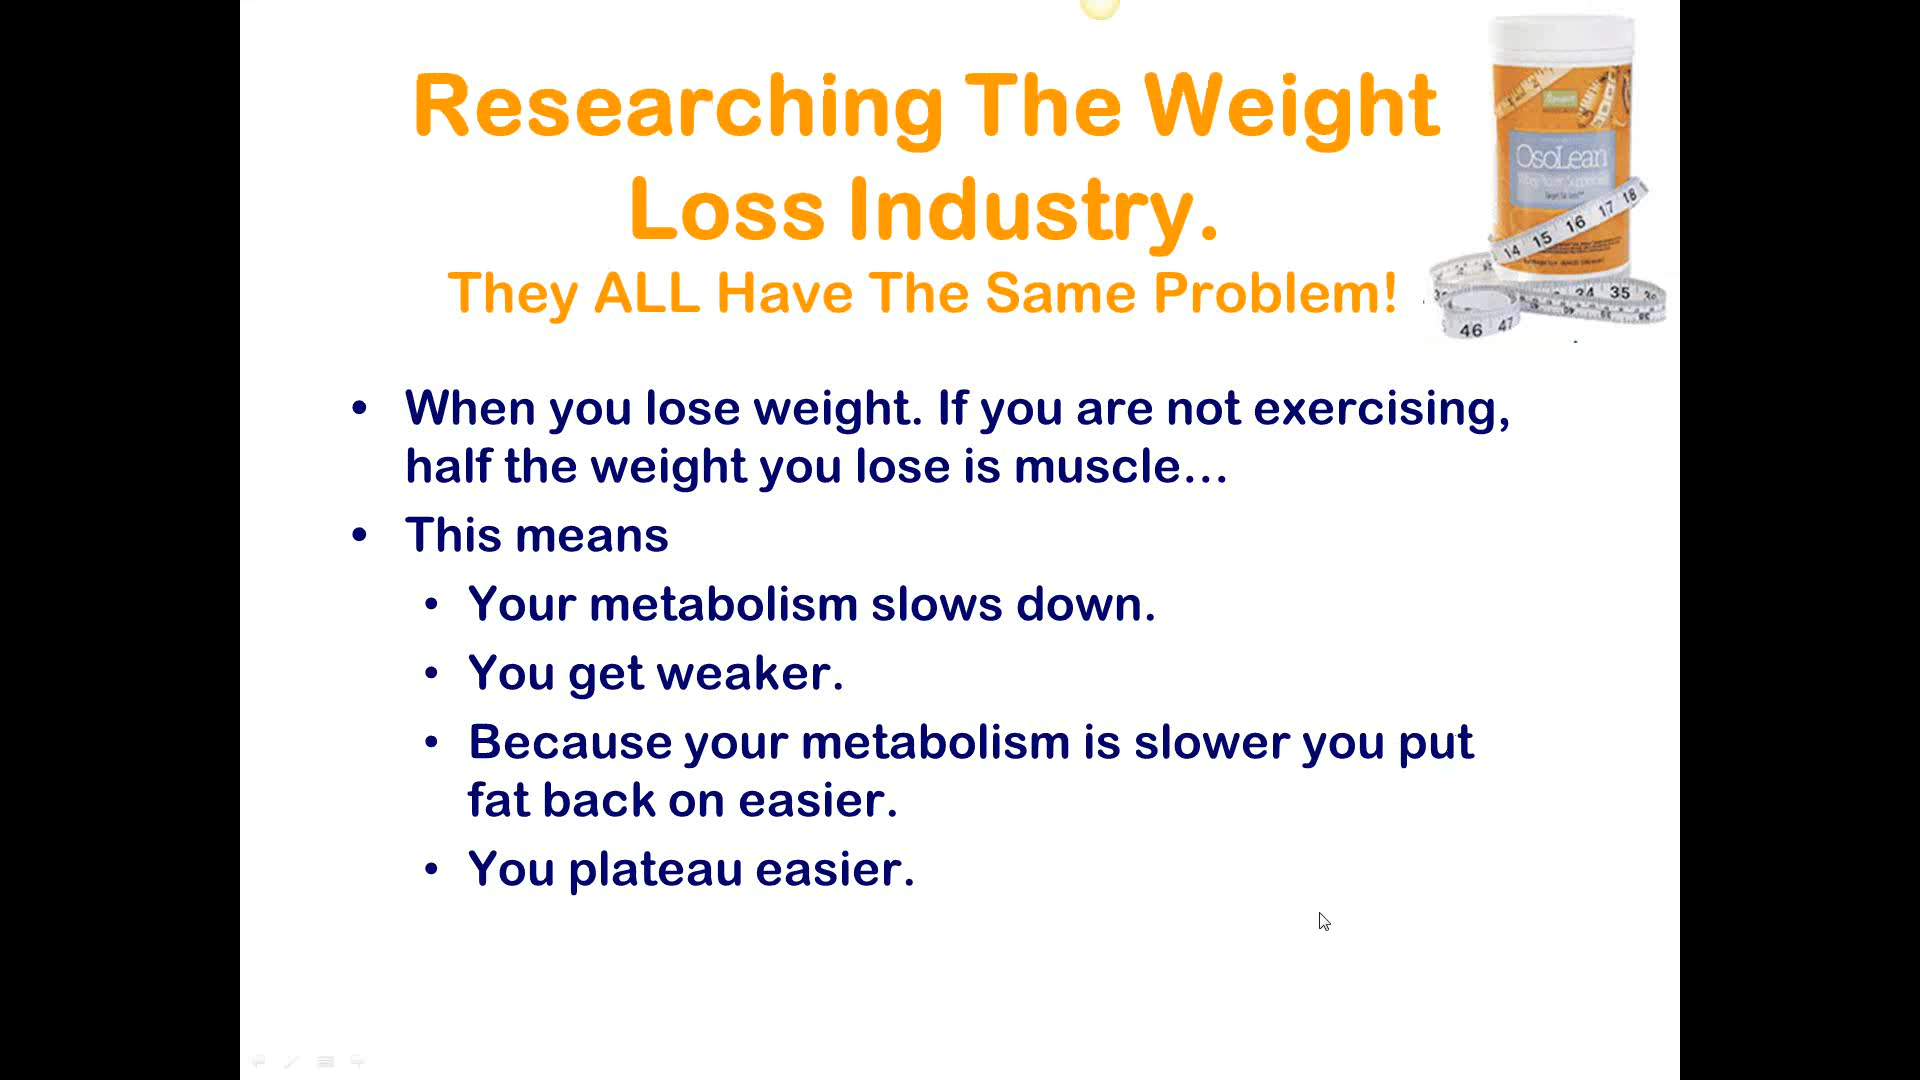 Researching The Weight
Loss Industry.
They ALL Have The Same Problem!
OsoLean
14 15 16 17 18
34 35
46 47
• When you lose weight. If you are not exercising,
half the weight you lose is muscle...
• This means
• Your metabolism slows down.
• You get weaker.
• Because your metabolism is slower you put
fat back on easier.
• You plateau easier.